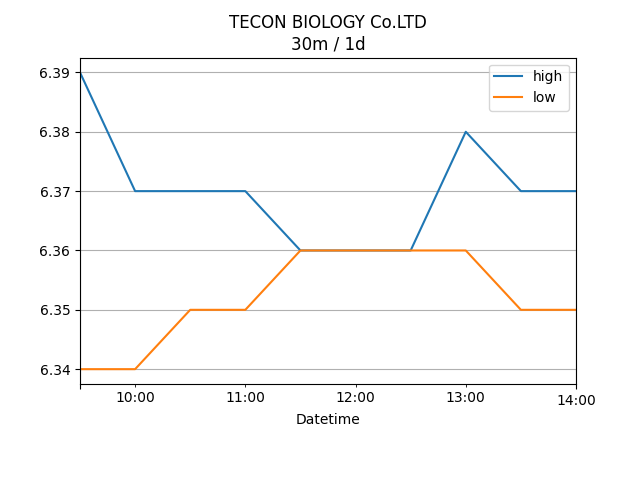 TECON BIOLOGY Co.LTD
30m / 1d
high
low
6.39
6.38
6.37
6.36
6.35
6.34
10:00
11:00
12:00
13:00
14:00
Datetime